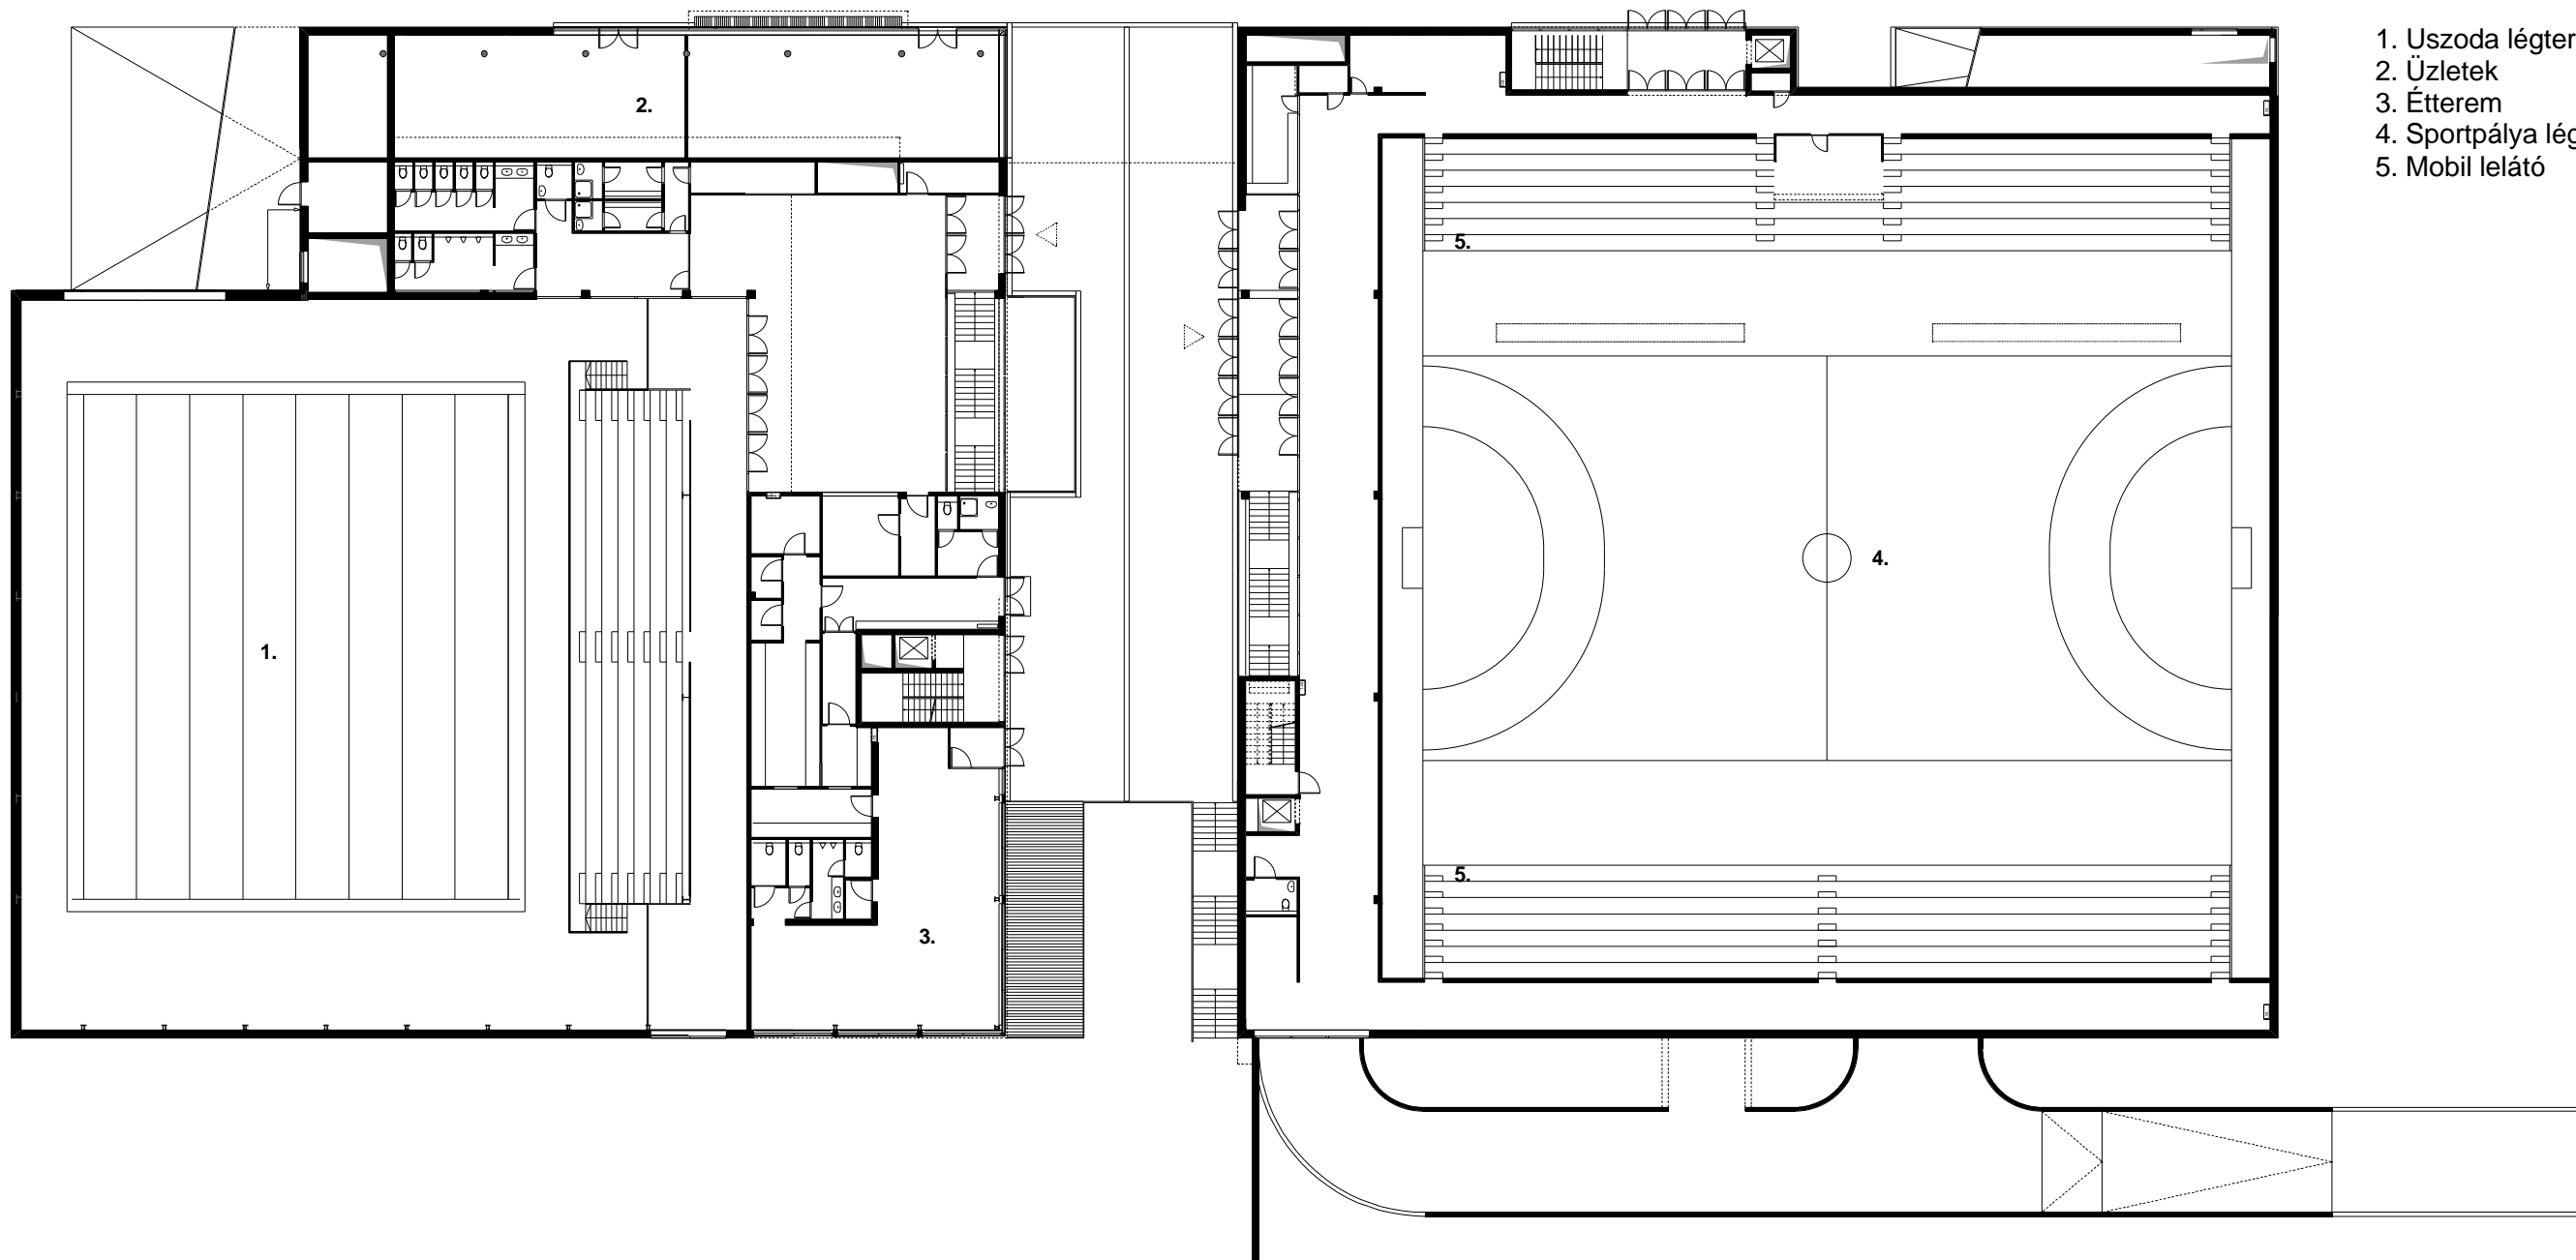 1. Uszoda légter
2. Üzletek
3. Étterem
4. Sportpálya lég
5. Mobil lelátó
2.
5.
4.
1.
5.
3.